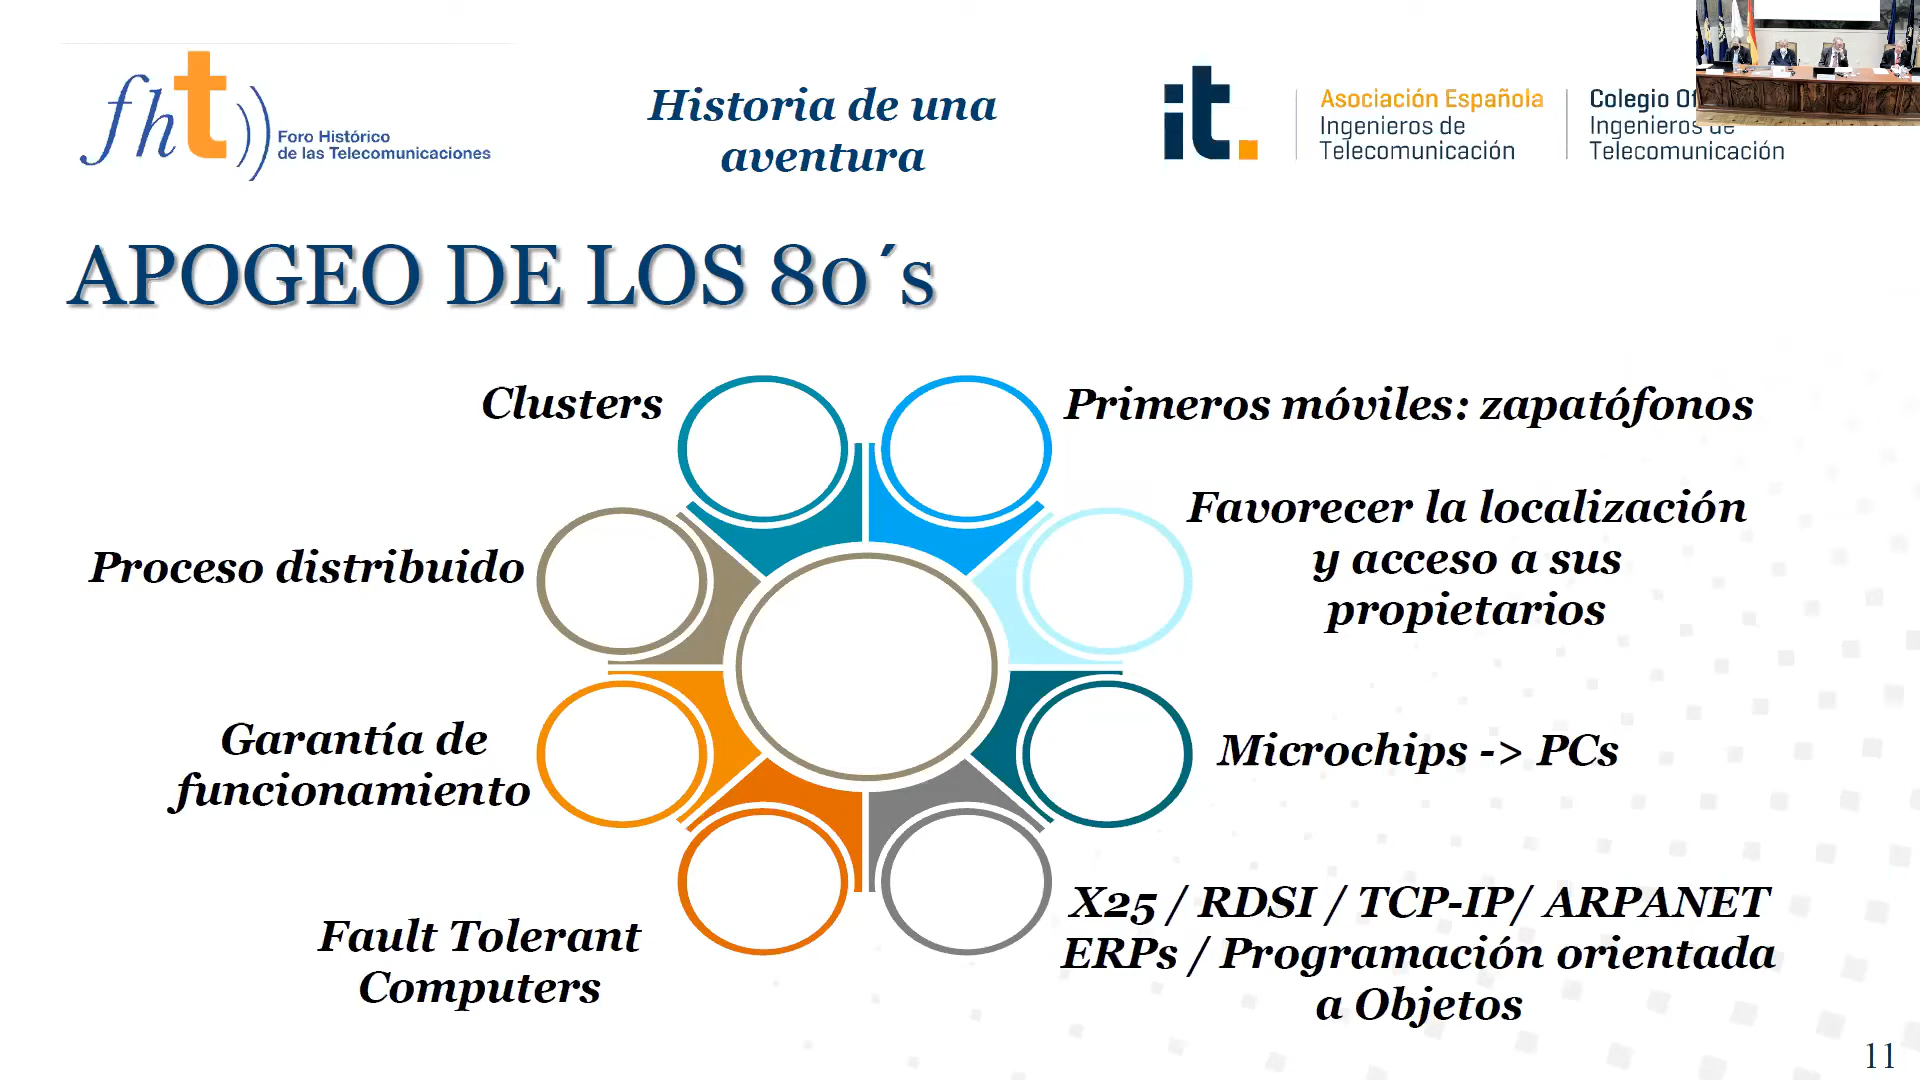 fht
Foro Histórico
de las Telecomunicaciones
Historia de una
aventura
it.
Asociación Española
Ingenieros de
Telecomunicación
Colegio Of
Ingenieros de
Telecomunicación
APOGEO DE LOS 80´s
Clusters
Primeros móviles: zapatófonos
Proceso distribuido
Favorecer la localización
y acceso a sus
propietarios
Garantía de
funcionamiento
Microchips -> PCs
Fault Tolerant
Computers
X25 / RDSI / TCP-IP/ ARPANET
ERPs / Programación orientada
a Objetos
11